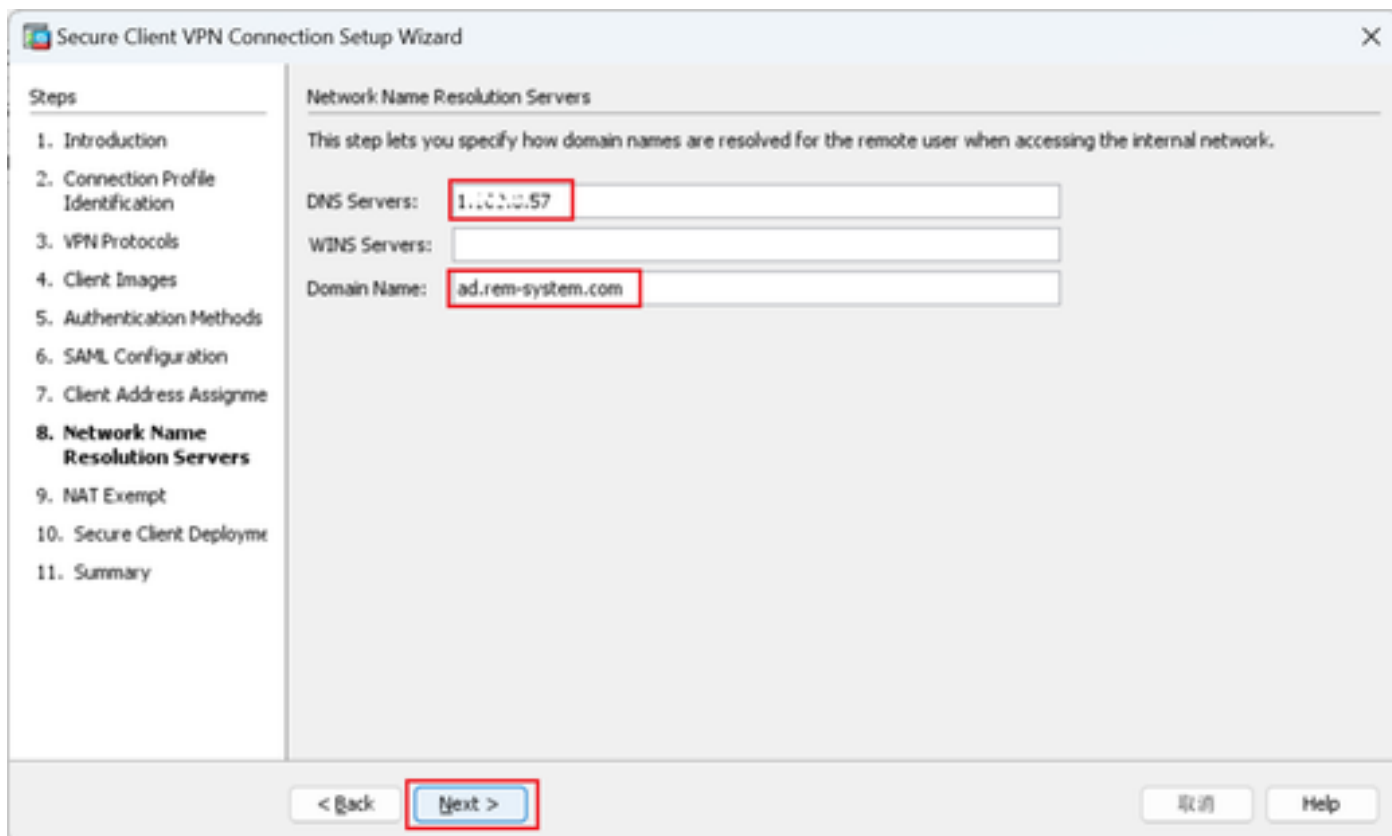 Secure Client VPN Connection Setup Wizard
Steps
1. Introduction
2. Connection Profile
Identification
3. VPN Protocols
4. Client Images
5. Authentication Methods
6. SAML Configuration
7. Client Address Assignme
8. Network Name
Resolution Servers
9. NAT Exempt
10. Secure Client Deployme
11. Summary
Network Name Resolution Servers
This step lets you specify how domain names are resolved for the remote user when accessing the internal network.
DNS Servers:
WINS Servers:
Domain Name: ad.rem-system.com
< Back
Next >
取消
Help